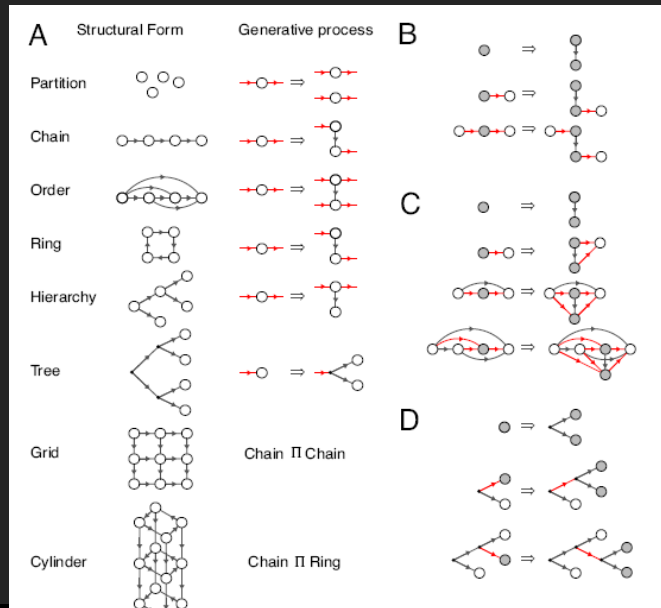 A
Structural Form
Generative process
Partition
Chain
Order
Ring
Hierarchy
Tree
Grid
Chain Π Chain
Cylinder
Chain Π Ring
B
C
D